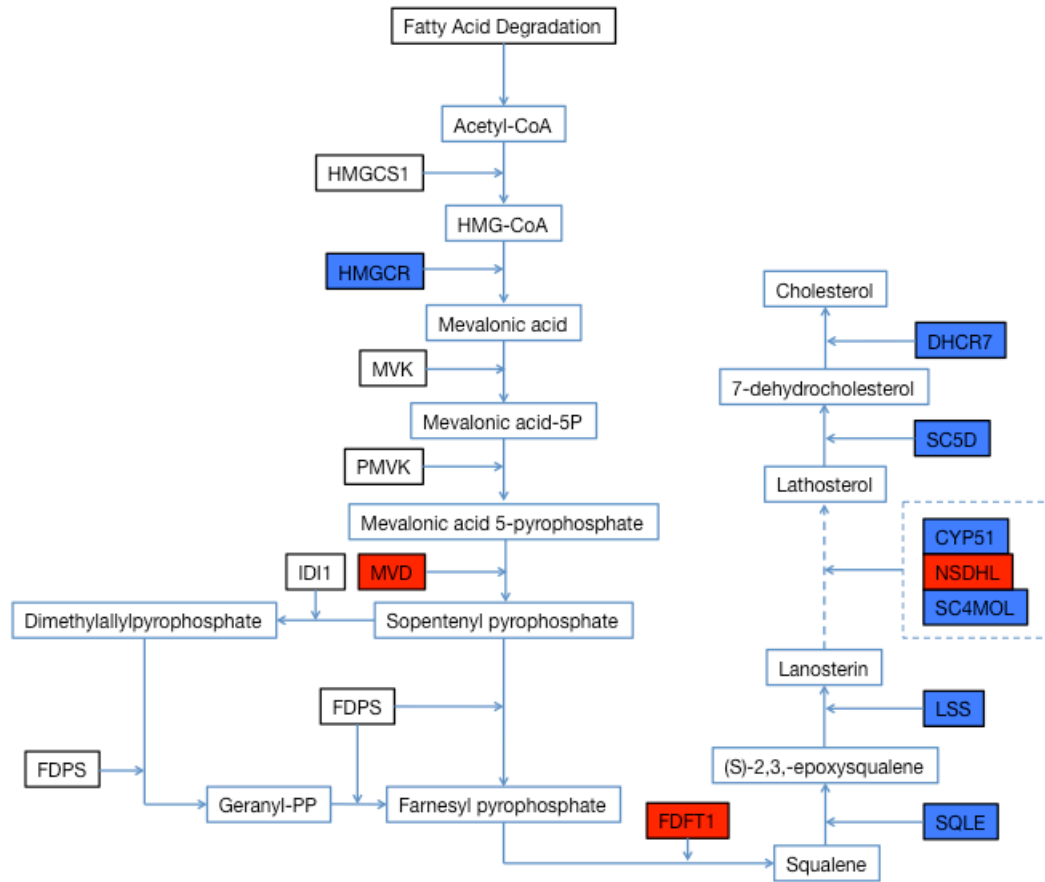 Fatty Acid Degradation
Acetyl-CoA
HMGCS1
HMG-CoA
HMGCR
Mevalonic acid
MVK
Mevalonic acid-5P
PMVK
Mevalonic acid 5-pyrophosphate
IDI1
MVD
Dimethylallylpyrophosphate
Sopentenyl pyrophosphate
FDPS
FDPS
Geranyl-PP
Farnesyl pyrophosphate
FDFT1
Cholesterol
DHCR7
7-dehydrocholesterol
SC5D
Lathosterol
CYP51
NSDHL
SC4MOL
Lanosterin
LSS
(S)-2,3,-epoxysqualene
SQLE
Squalene